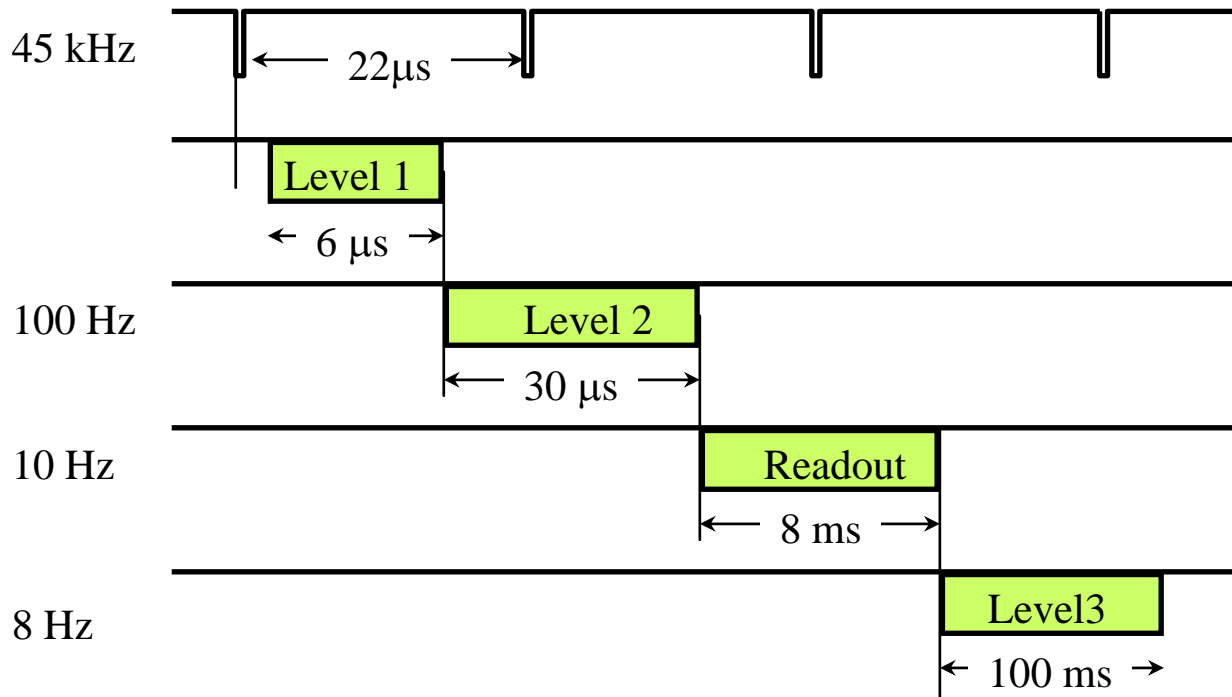 45 kHz
22μs
Level 1
6 μs
100 Hz
Level 2
30 μs
10 Hz
Readout
8 ms
8 Hz
Level3
100 ms